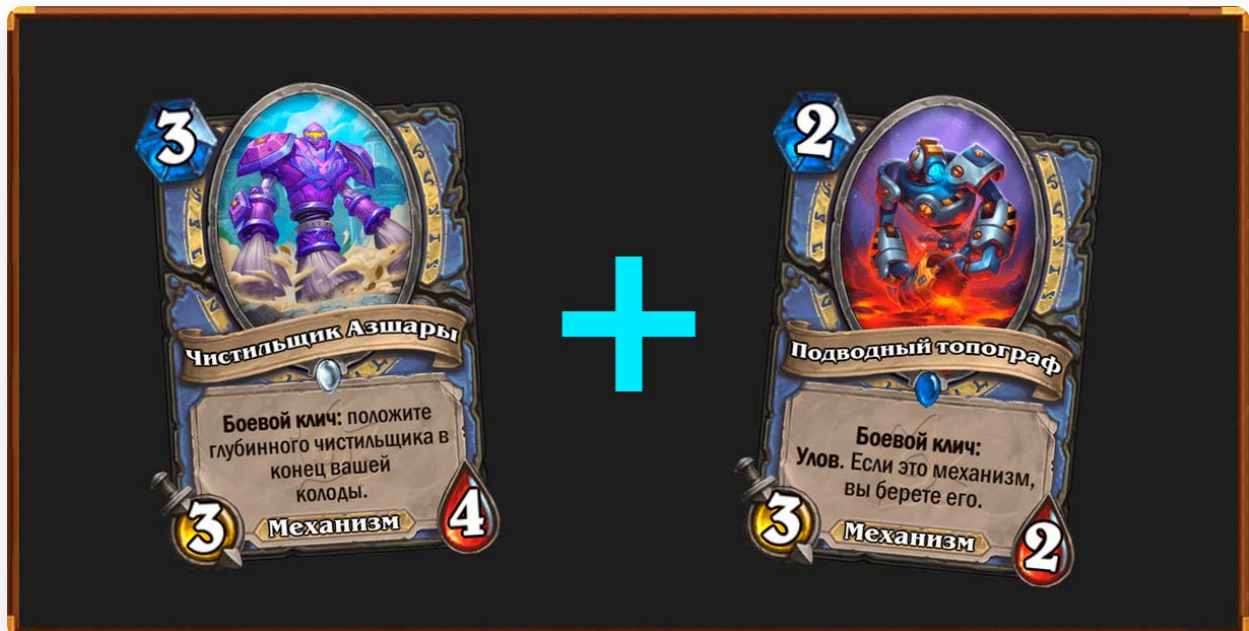 3
Чистильщик Азшары
Боевой клич: положите
глубинного чистильщика в
конец вашей
колоды.
3
Механизм
4
+
2
Подводный топограф
Боевой клич:
Улов. Если это механизм,
вы берете его.
3
Механизм
2